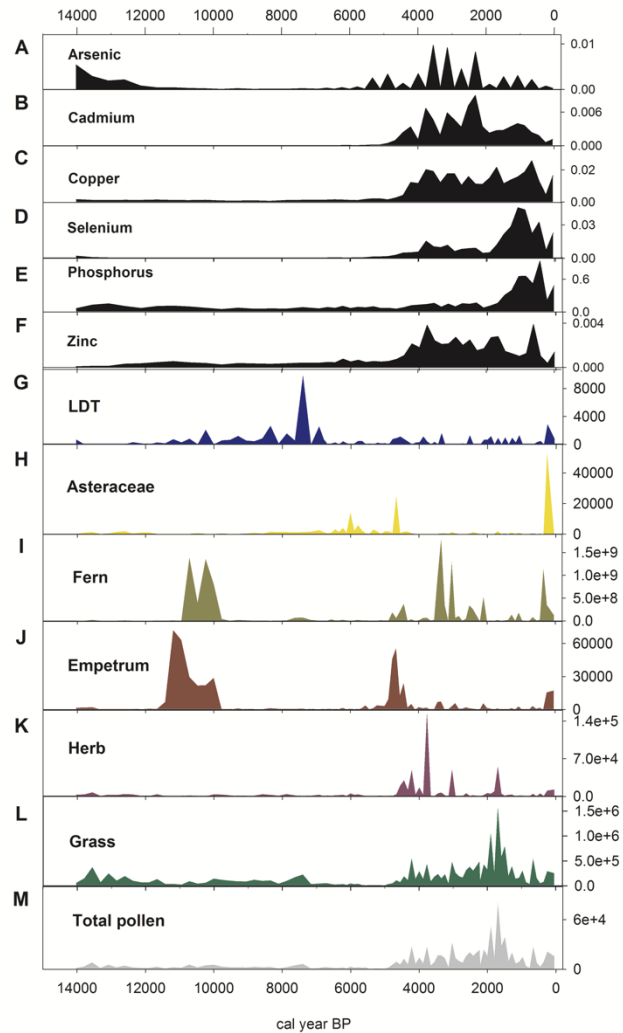 14000 12000 10000 8000 6000 4000 2000 0
A Arsenic 0.01
0.00
B Cadmium 0.006
0.000
C Copper 0.02
0.00
D Selenium 0.03
0.00
E Phosphorus 0.6
0.0
F Zinc 0.004
0.000
G LDT 8000
4000
0
H Asteraceae 40000
20000
0
I Fern 1.5e+9
1.0e+9
5.0e+8
0.0
J Empetrum 60000
30000
0
K Herb 1.4e+5
7.0e+4
0.0
L Grass 1.5e+6
1.0e+6
5.0e+5
0.0
M Total pollen 6e+4
0
14000 12000 10000 8000 6000 4000 2000 0
cal year BP